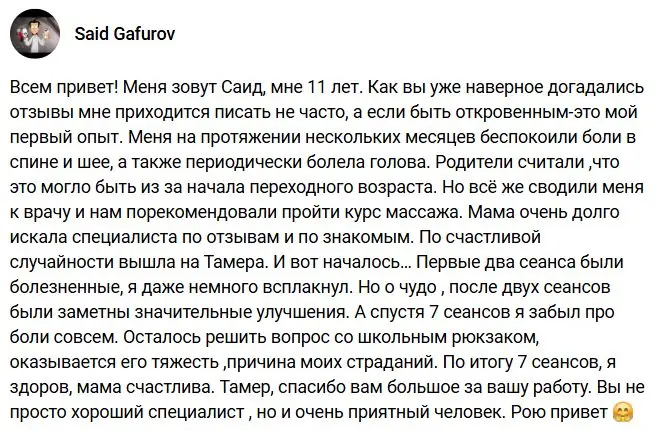 Said Gafurov
Всем привет! Меня зовут Саид, мне 11 лет. Как вы уже наверное догадались
отзывы мне приходится писать не часто, а если быть откровенным-это мой
первый опыт. Меня на протяжении нескольких месяцев беспокоили боли в
спине и шее, а также периодически болела голова. Родители считали ,что
это могло быть из за начала переходного возраста. Но всё же сводили меня
к врачу и нам порекомендовали пройти курс массажа. Мама очень долго
искала специалиста по отзывам и по знакомым. По счастливой
случайности вышла на Тамера. И вот началось... Первые два сеанса были
болезненные, я даже немного всплакнул. Но о чудо , после двух сеансов
были заметны значительные улучшения. А спустя 7 сеансов я забыл про
боли совсем. Осталось решить вопрос со школьным рюкзаком,
оказывается его тяжесть ,причина моих страданий. По итогу 7 сеансов, я
здоров, мама счастлива. Тамер, спасибо вам большое за вашу работу. Вы не
просто хороший специалист , но и очень приятный человек. Рою привет 🤗